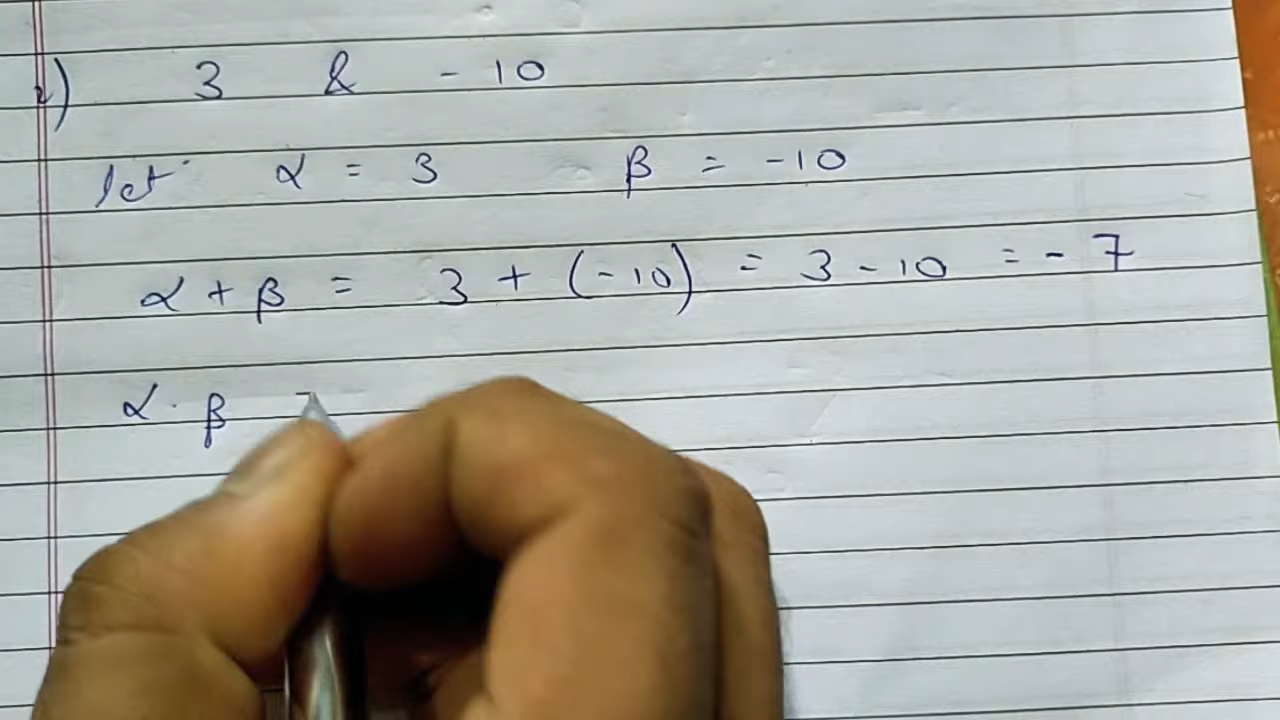 2) 3 & - 10
let α = 3 β = -10
α + β = 3 + (-10) = 3 - 10 = - 7
α · β